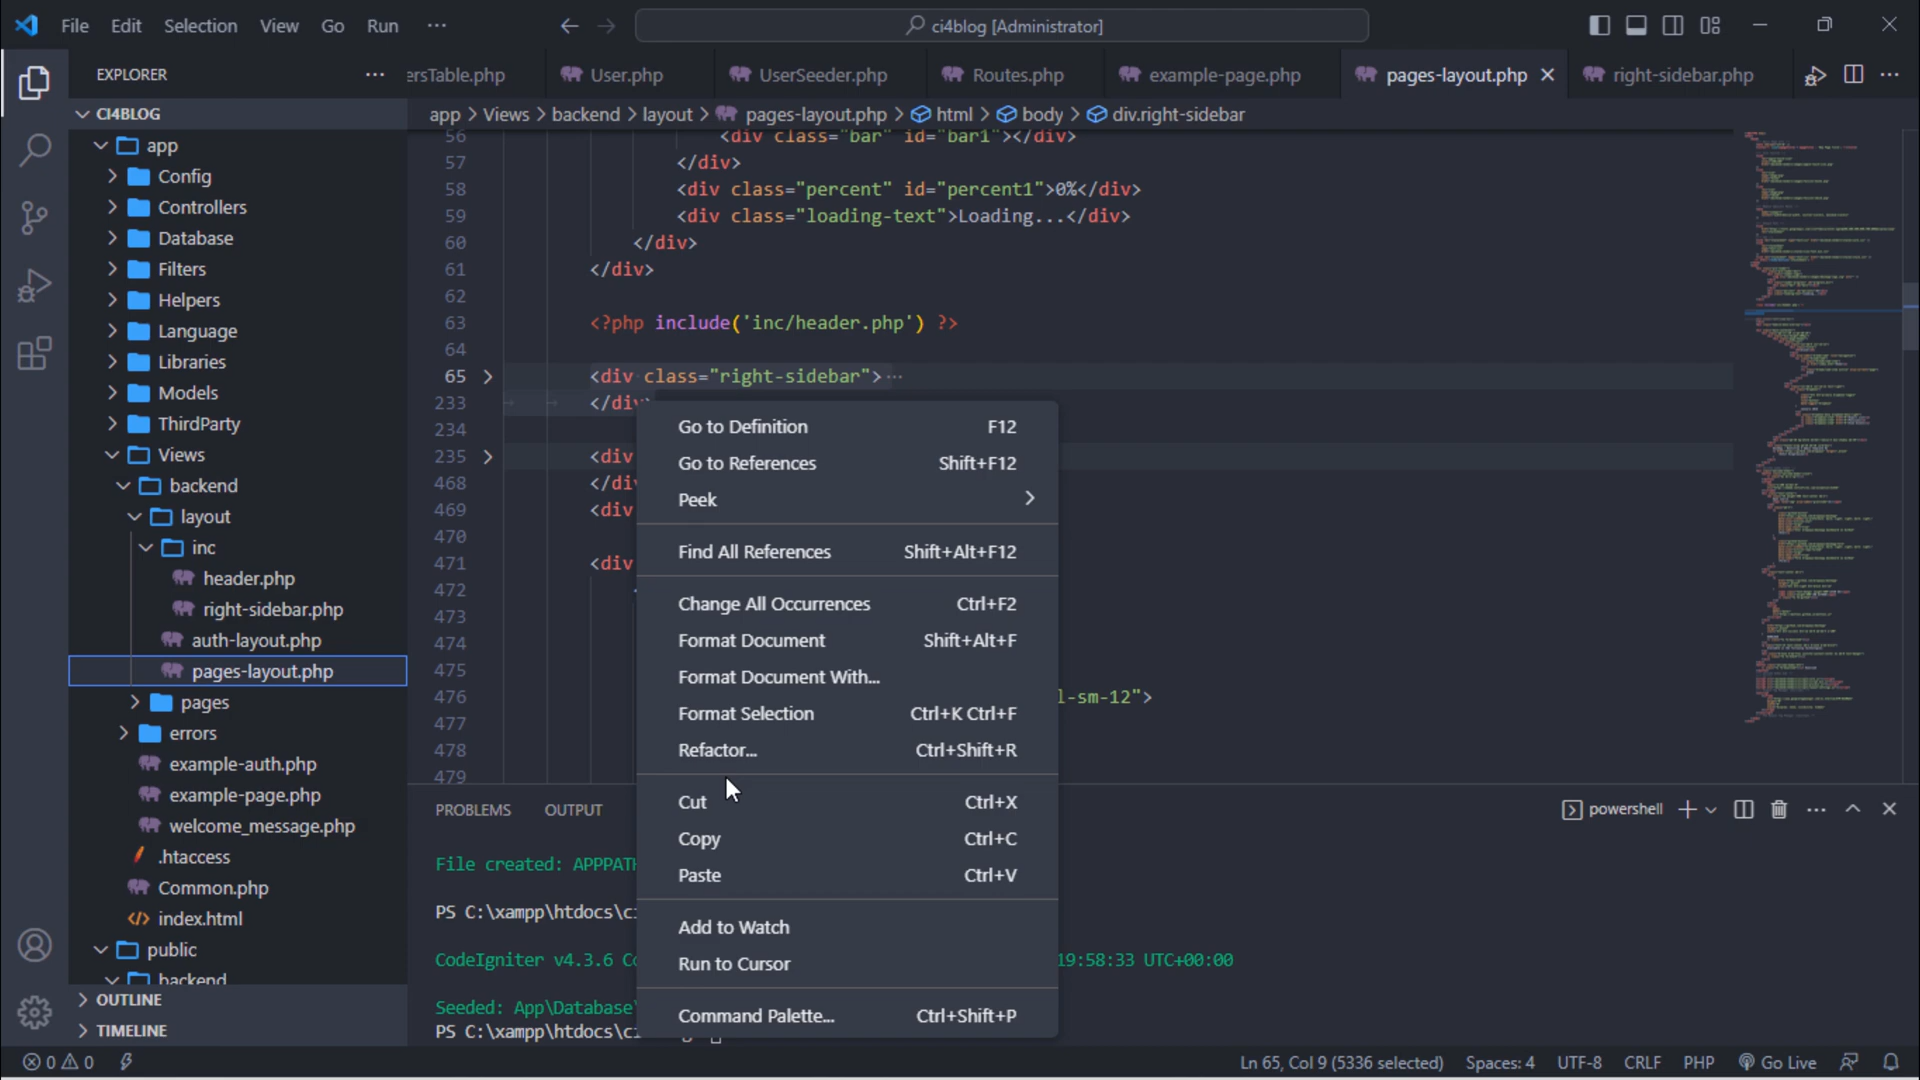 File Edit Selection View Go Run ci4blog [Administrator]
EXPLORER
ersTable.php User.php UserSeeder.php Routes.php example-page.php pages-layout.php right-sidebar.php
app > Views > backend > layout > pages-layout.php > html > body > div.right-sidebar
CI4BLOG
app
Config
Controllers
Database
Filters
Helpers
Language
Libraries
Models
ThirdParty
Views
backend
layout
inc
header.php
right-sidebar.php
auth-layout.php
pages-layout.php
pages
errors
example-auth.php
example-page.php
welcome_message.php
.htaccess
Common.php
index.html
public
backend
OUTLINE
TIMELINE
56 <div class="bar" id="bar1"></div>
57 </div>
58 <div class="percent" id="percent1">0%</div>
59 <div class="loading-text">Loading...</div>
60 </div>
61 </div>
62
63 <?php include('inc/header.php') ?>
64
65 <div class="right-sidebar">
233 </div>
234
235 <div
468 </div
469 <div
470
471 <div
472
473
474
475
476 l-sm-12">
477
478
479
Go to Definition F12
Go to References Shift+F12
Peek
Find All References Shift+Alt+F12
Change All Occurrences Ctrl+F2
Format Document Shift+Alt+F
Format Document With...
Format Selection Ctrl+K Ctrl+F
Refactor... Ctrl+Shift+R
Cut Ctrl+X
Copy Ctrl+C
Paste Ctrl+V
Add to Watch
Run to Cursor
Command Palette... Ctrl+Shift+P
PROBLEMS OUTPUT powershell
File created: APPPATH
PS C:\xampp\htdocs\ci
CodeIgniter v4.3.6 Co 19:58:33 UTC+00:00
Seeded: App\Database\
PS C:\xampp\htdocs\ci
0 0 Ln 65, Col 9 (5336 selected) Spaces: 4 UTF-8 CRLF PHP Go Live